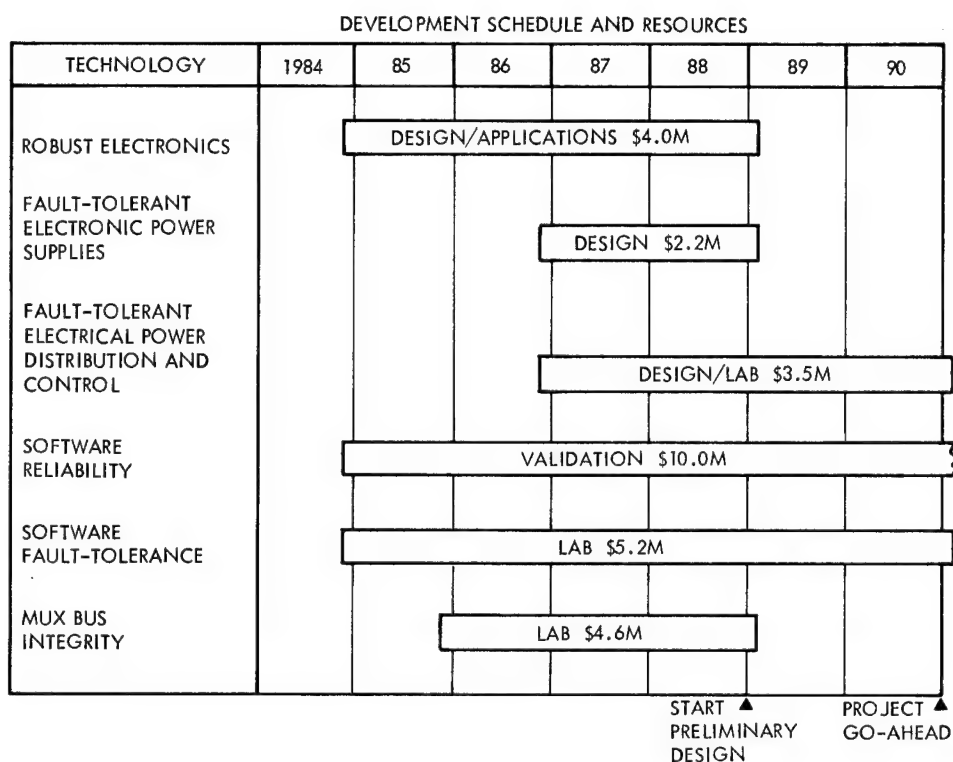 DEVELOPMENT SCHEDULE AND RESOURCES
TECHNOLOGY 1984 85 86 87 88 89 90
ROBUST ELECTRONICS
DESIGN/APPLICATIONS $4.0M
FAULT-TOLERANT
ELECTRONIC POWER
SUPPLIES
DESIGN $2.2M
FAULT-TOLERANT
ELECTRICAL POWER
DISTRIBUTION AND
CONTROL
DESIGN/LAB $3.5M
SOFTWARE
RELIABILITY
VALIDATION $10.0M
SOFTWARE
FAULT-TOLERANCE
LAB $5.2M
MUX BUS
INTEGRITY
LAB $4.6M
START
PRELIMINARY
DESIGN
PROJECT
GO-AHEAD